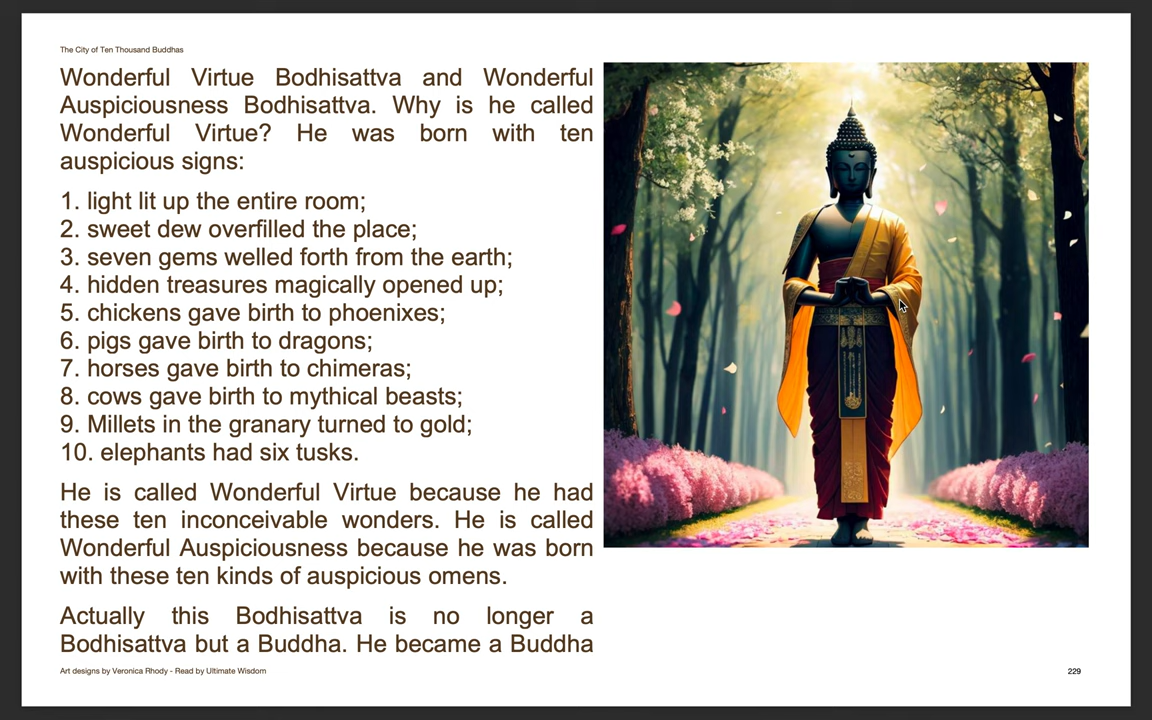 The City of Ten Thousand Buddhas
Wonderful Virtue Bodhisattva and Wonderful
Auspiciousness Bodhisattva. Why is he called
Wonderful Virtue? He was born with ten
auspicious signs:
1. light lit up the entire room;
2. sweet dew overfilled the place;
3. seven gems welled forth from the earth;
4. hidden treasures magically opened up;
5. chickens gave birth to phoenixes;
6. pigs gave birth to dragons;
7. horses gave birth to chimeras;
8. cows gave birth to mythical beasts;
9. Millets in the granary turned to gold;
10. elephants had six tusks.
He is called Wonderful Virtue because he had
these ten inconceivable wonders. He is called
Wonderful Auspiciousness because he was born
with these ten kinds of auspicious omens.
Actually this Bodhisattva is no longer a
Bodhisattva but a Buddha. He became a Buddha
Art designs by Veronica Rhody - Read by Ultimate Wisdom
229